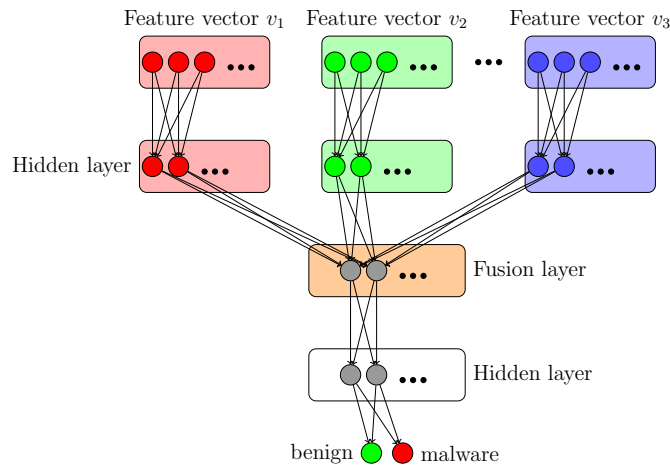 Feature vector v₁
Feature vector v₂
Feature vector v₃
Hidden layer
Fusion layer
Hidden layer
benign
malware